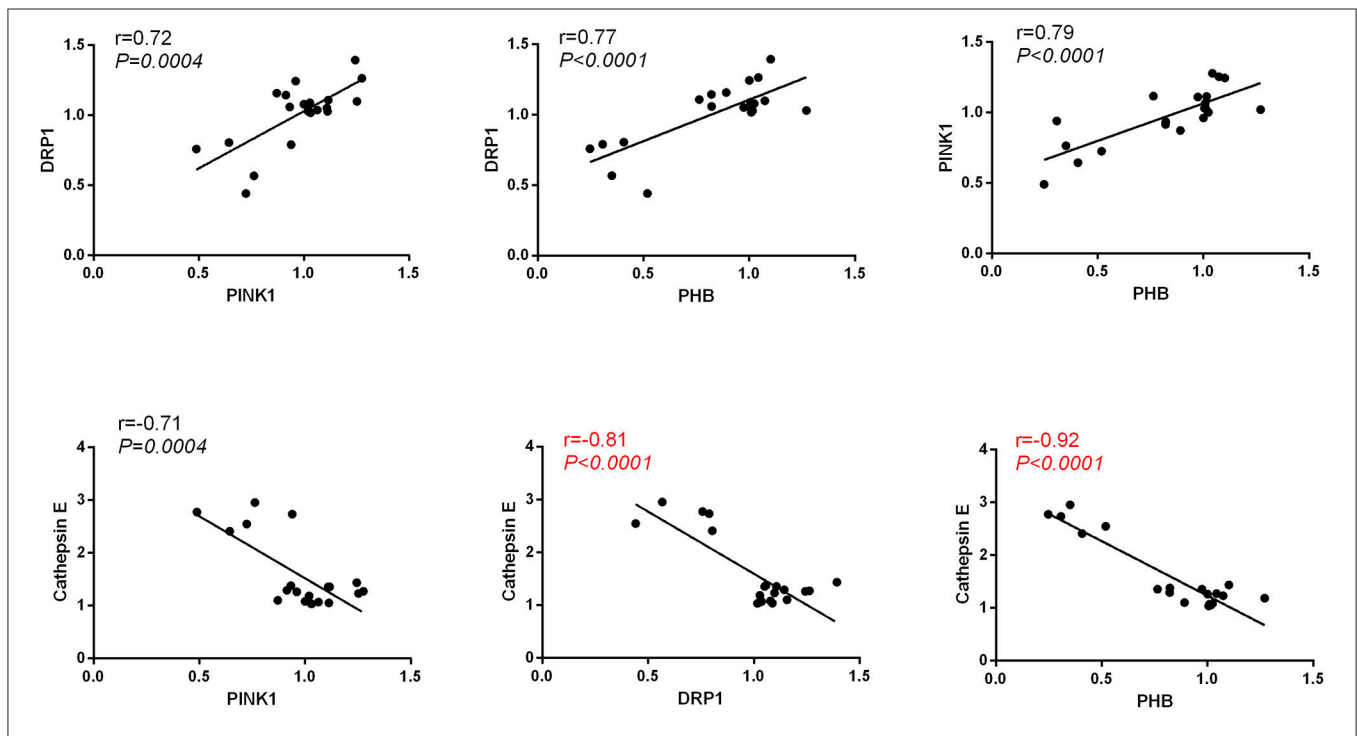 r=0.72
P=0.0004
1.5
1.0
0.5
0.0
DRP1
0.0 0.5 1.0 1.5
PINK1
r=0.77
P<0.0001
1.5
1.0
0.5
0.0
DRP1
0.0 0.5 1.0 1.5
PHB
r=0.79
P<0.0001
1.5
1.0
0.5
0.0
PINK1
0.0 0.5 1.0 1.5
PHB
r=-0.71
P=0.0004
4
3
2
1
0
Cathepsin E
0.0 0.5 1.0 1.5
PINK1
r=-0.81
P<0.0001
4
3
2
1
0
Cathepsin E
0.0 0.5 1.0 1.5
DRP1
r=-0.92
P<0.0001
4
3
2
1
0
Cathepsin E
0.0 0.5 1.0 1.5
PHB